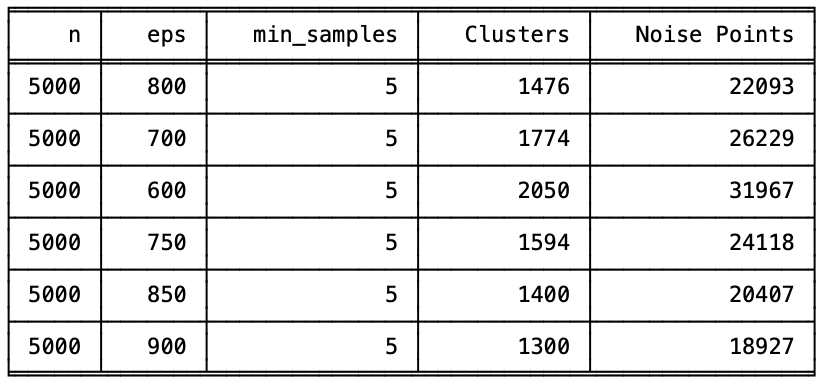 n eps min_samples Clusters Noise Points
5000 800 5 1476 22093
5000 700 5 1774 26229
5000 600 5 2050 31967
5000 750 5 1594 24118
5000 850 5 1400 20407
5000 900 5 1300 18927